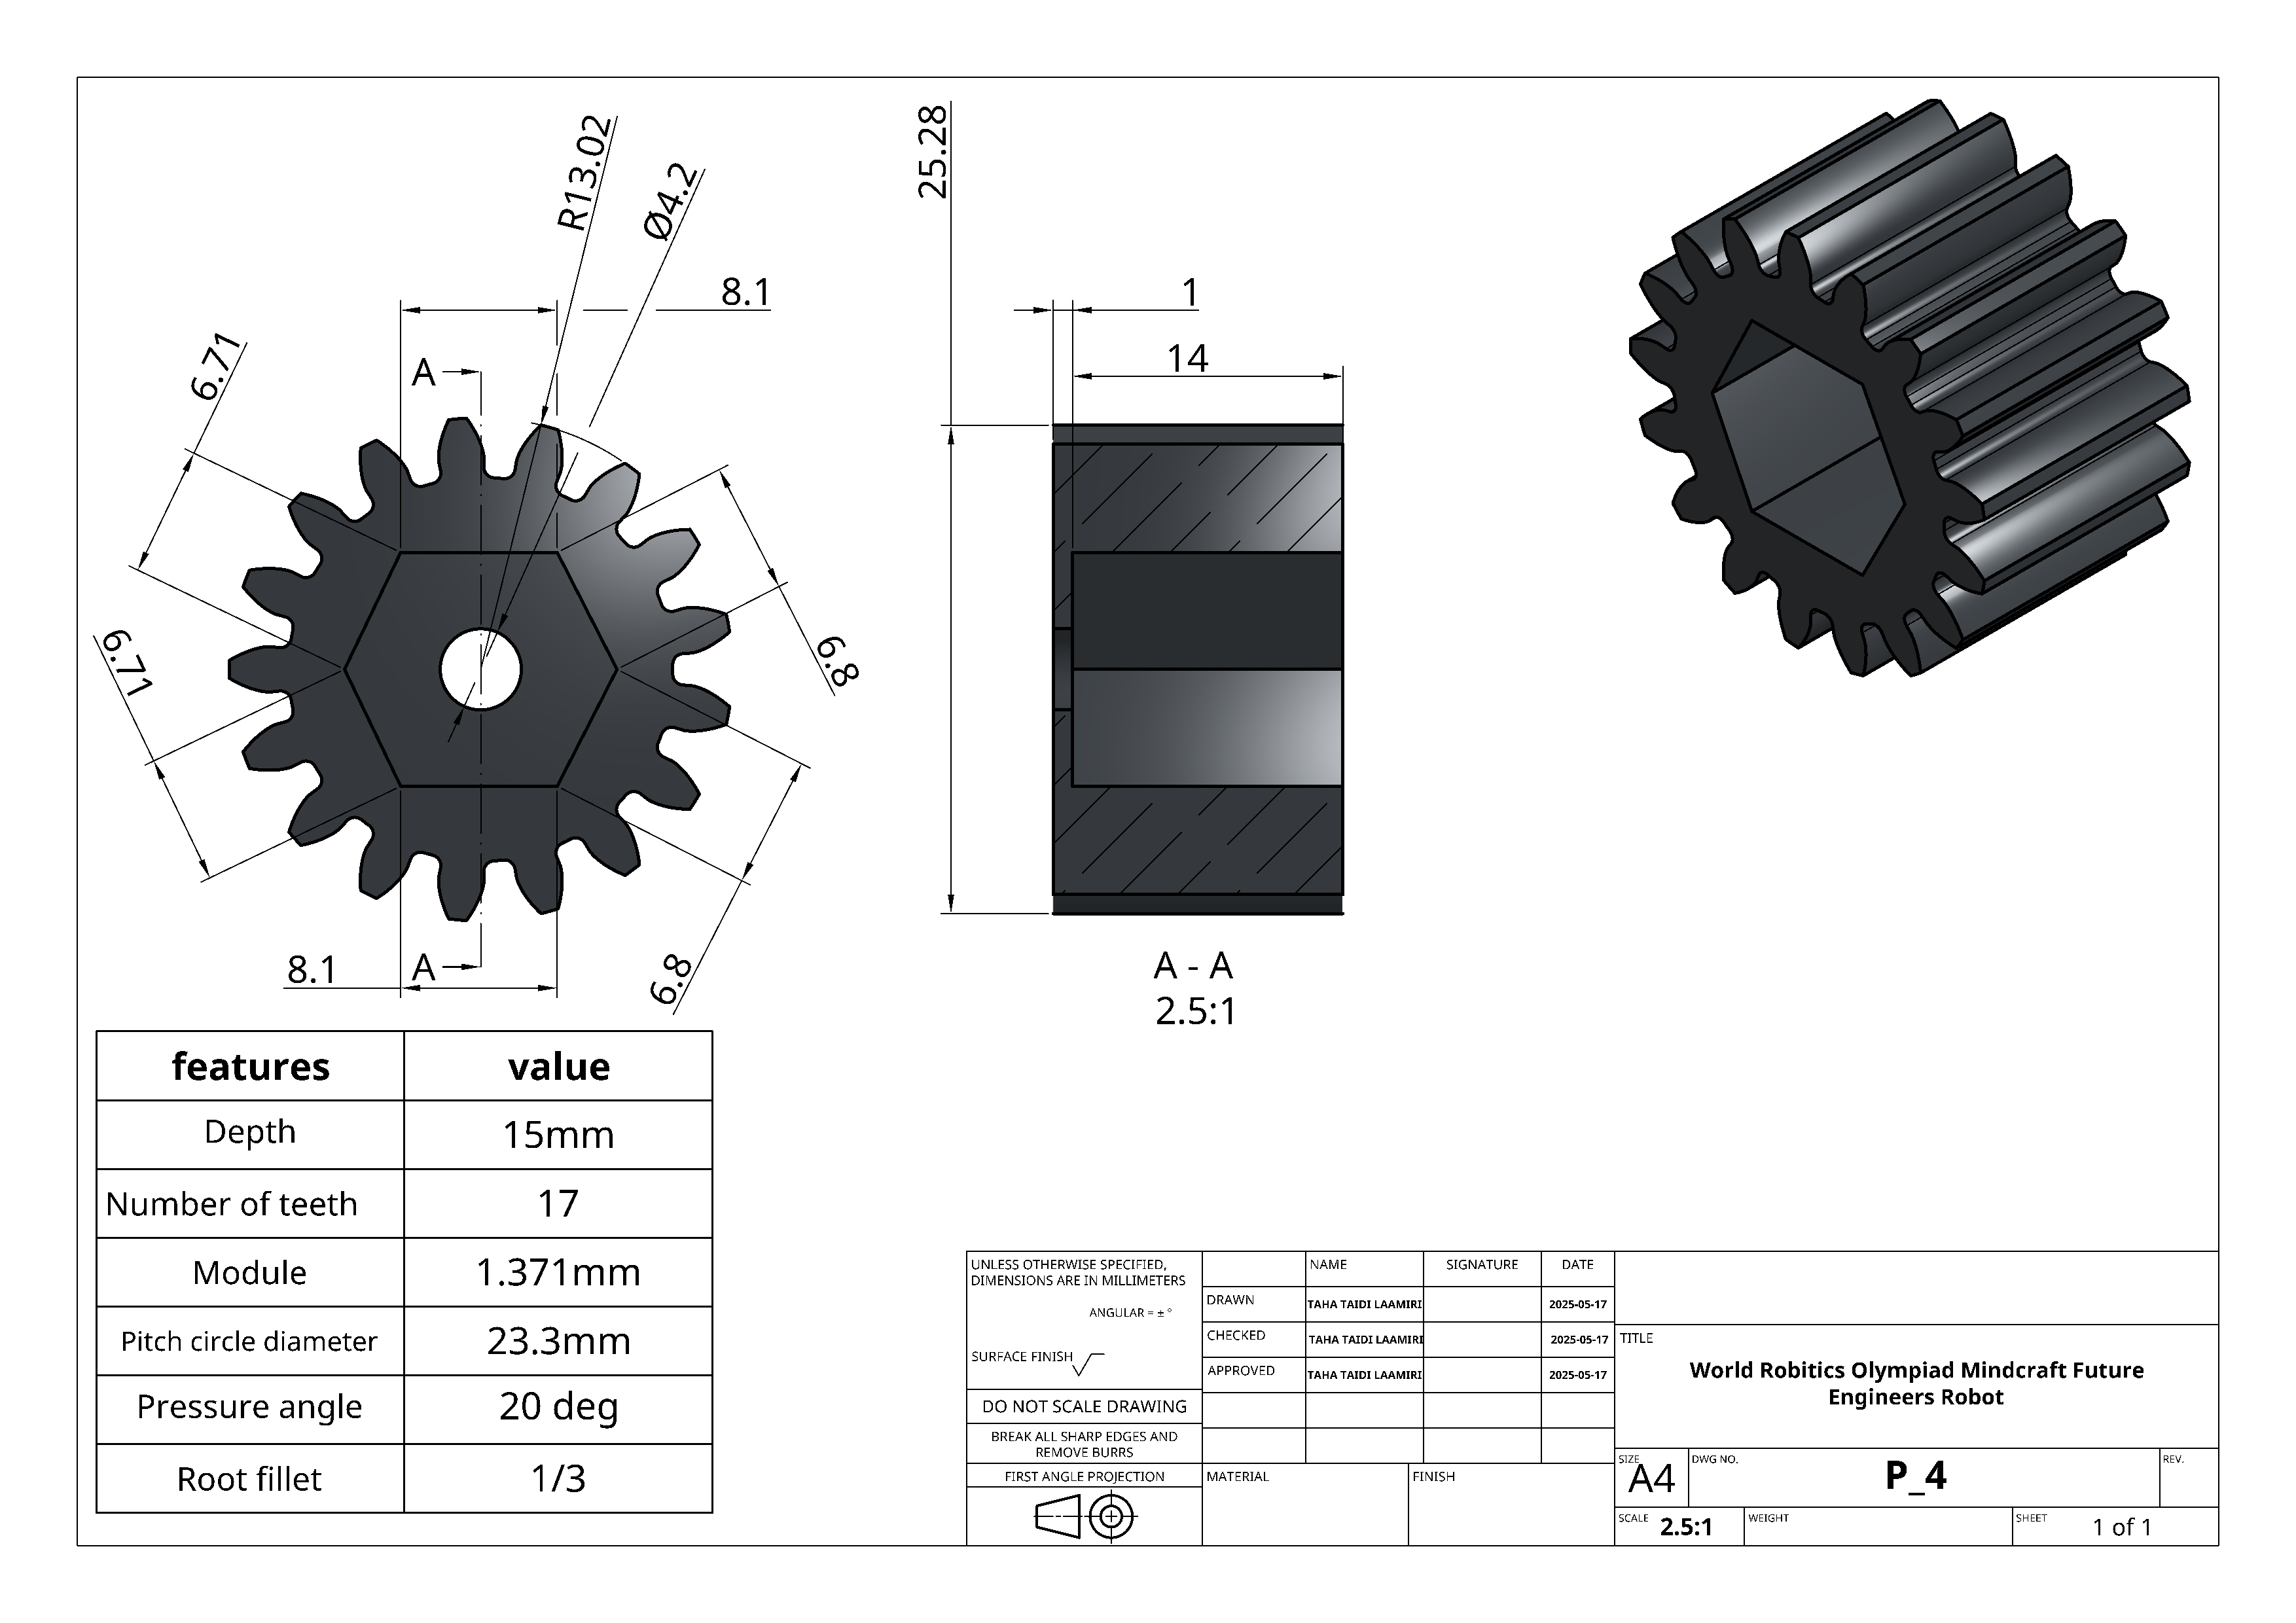 R13.02
Ø4.2
25.28
8.1
1
6.71
A
14
6.71
6.8
8.1
A
6.8
A - A
2.5:1
features value
Depth 15mm
Number of teeth 17
Module 1.371mm
Pitch circle diameter 23.3mm
Pressure angle 20 deg
Root fillet 1/3
UNLESS OTHERWISE SPECIFIED,
DIMENSIONS ARE IN MILLIMETERS
ANGULAR = ± °
SURFACE FINISH
DO NOT SCALE DRAWING
BREAK ALL SHARP EDGES AND
REMOVE BURRS
FIRST ANGLE PROJECTION
NAME SIGNATURE DATE
DRAWN TAHA TAIDI LAAMIRI 2025-05-17
CHECKED TAHA TAIDI LAAMIRI 2025-05-17
APPROVED TAHA TAIDI LAAMIRI 2025-05-17
MATERIAL FINISH
TITLE
World Robitics Olympiad Mindcraft Future
Engineers Robot
SIZE A4 DWG NO. P_4 REV.
SCALE 2.5:1 WEIGHT SHEET 1 of 1